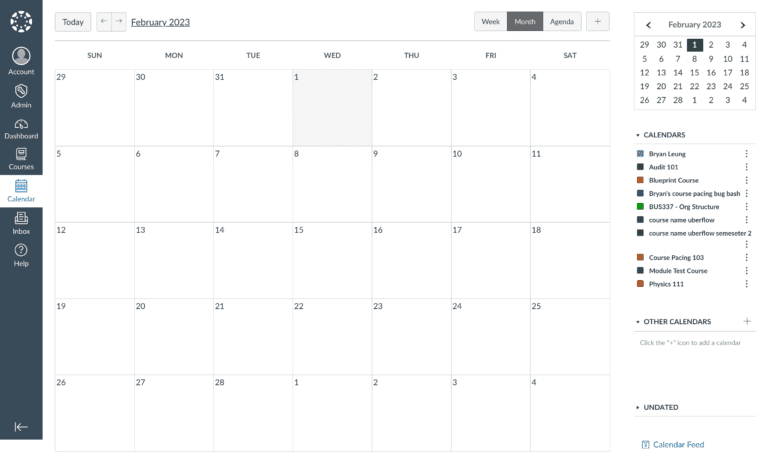 Account
Admin
Dashboard
Courses
Calendar
Inbox
Help
Today ← → February 2023
Week Month Agenda +
SUN MON TUE WED THU FRI SAT
29 30 31 1 2 3 4
5 6 7 8 9 10 11
12 13 14 15 16 17 18
19 20 21 22 23 24 25
26 27 28 1 2 3 4
February 2023
29 30 31 1 2 3 4
5 6 7 8 9 10 11
12 13 14 15 16 17 18
19 20 21 22 23 24 25
26 27 28 1 2 3 4
CALENDARS
Bryan Leung
Audit 101
Blueprint Course
Bryan's course pacing bug bash
BUS337 - Org Structure
course name uberflow
course name uberflow semeseter 2
Course Pacing 103
Module Test Course
Physics 111
OTHER CALENDARS +
Click the "+" icon to add a calendar
UNDATED
Calendar Feed